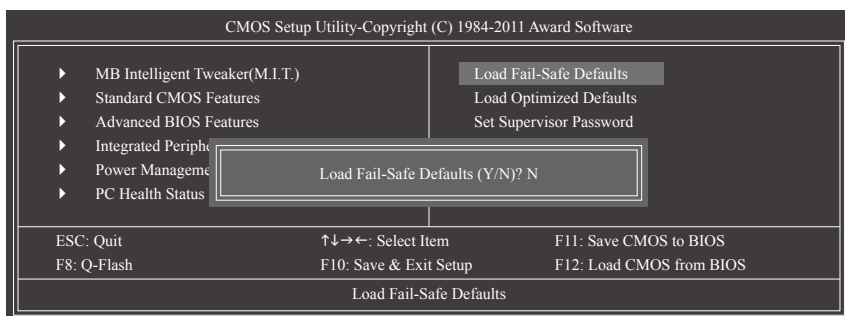 CMOS Setup Utility-Copyright (C) 1984-2011 Award Software
MB Intelligent Tweaker(M.I.T.)
Standard CMOS Features
Advanced BIOS Features
Integrated Periphe
Power Manageme
PC Health Status
Load Fail-Safe Defaults
Load Optimized Defaults
Set Supervisor Password
Load Fail-Safe Defaults (Y/N)? N
ESC: Quit ↑↓→←: Select Item F11: Save CMOS to BIOS
F8: Q-Flash F10: Save & Exit Setup F12: Load CMOS from BIOS
Load Fail-Safe Defaults